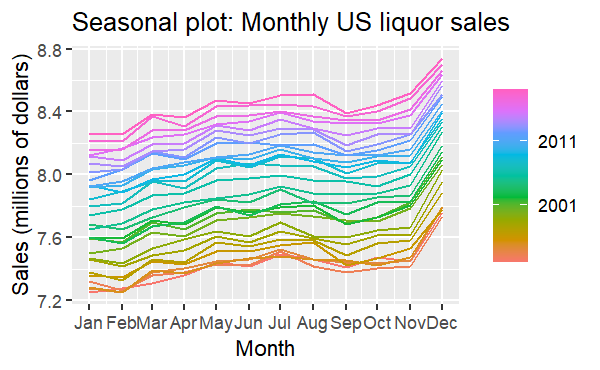 Seasonal plot: Monthly US liquor sales
Sales (millions of dollars)
8.8
8.4
8.0
7.6
7.2
Jan Feb Mar Apr May Jun Jul Aug Sep Oct Nov Dec
Month
2011
2001